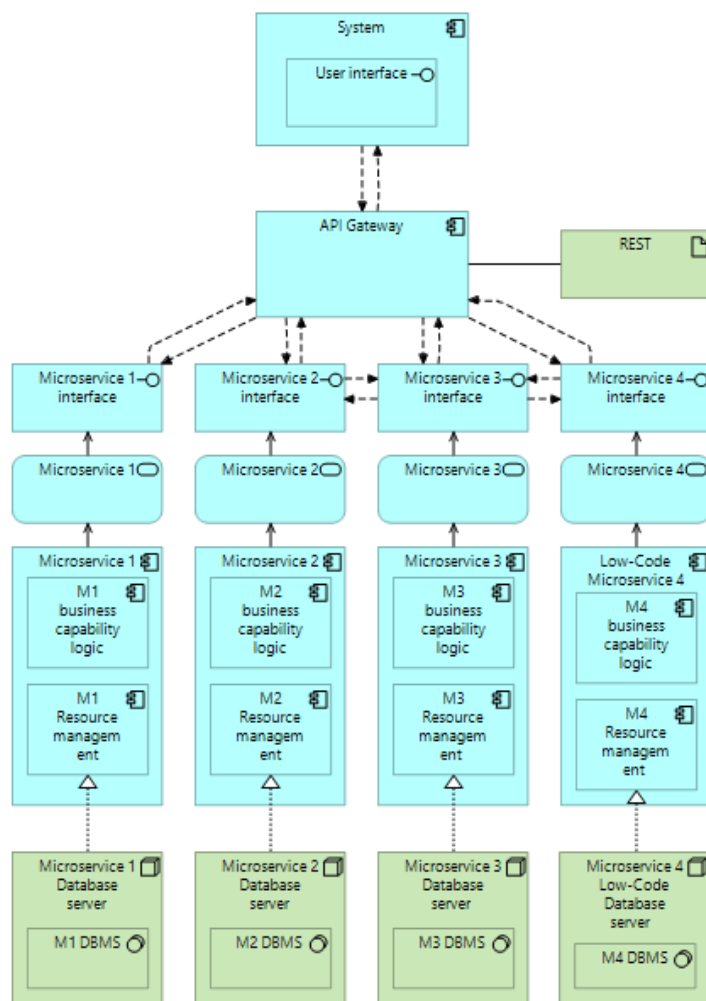 System
User interface
API Gateway
REST
Microservice 1
interface
Microservice 2
interface
Microservice 3
interface
Microservice 4
interface
Microservice 1
Microservice 2
Microservice 3
Microservice 4
Microservice 1
M1
business
capability
logic
M1
Resource
managem
ent
Microservice 2
M2
business
capability
logic
M2
Resource
managem
ent
Microservice 3
M3
business
capability
logic
M3
Resource
managem
ent
Low-Code
Microservice 4
M4
business
capability
logic
M4
Resource
managem
ent
Microservice 1
Database
server
M1 DBMS
Microservice 2
Database
server
M2 DBMS
Microservice 3
Database
server
M3 DBMS
Microservice 4
Low-Code
Database
server
M4 DBMS